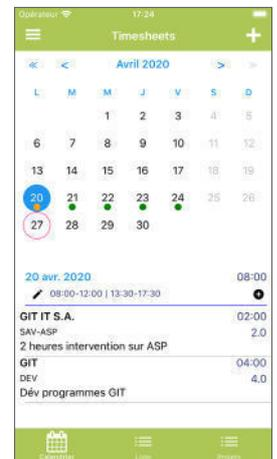 Opérateur 17:24
Timesheets
« < Avril 2020 > »
L M M J V S D
1 2 3 4 5
6 7 8 9 10 11 12
13 14 15 16 17 18 19
20 21 22 23 24 25 26
27 28 29 30
20 avr. 2020 08:00
08:00-12:00 | 13:30-17:30
GIT IT S.A. 02:00
SAV-ASP 2.0
2 heures intervention sur ASP
GIT 04:00
DEV 4.0
Dév programmes GIT
Calendrier Liste Projets